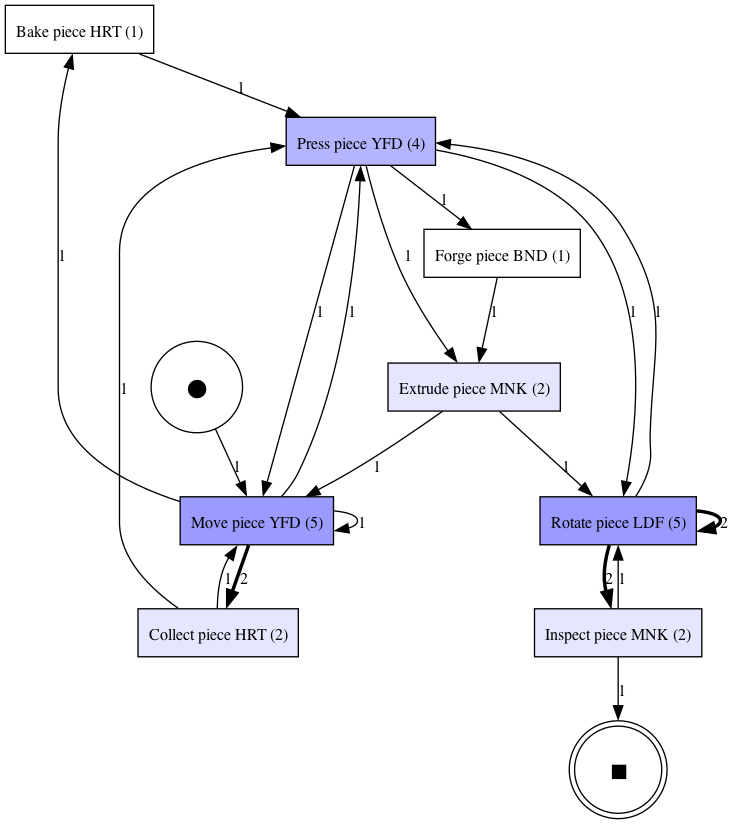 Bake piece HRT (1)
1
Press piece YFD (4)
1
Forge piece BND (1)
1
1
1
1
1
1
1
Extrude piece MNK (2)
1
1
1
1
Move piece YFD (5)
1
Rotate piece LDF (5)
2
1
2
2
1
Collect piece HRT (2)
Inspect piece MNK (2)
1